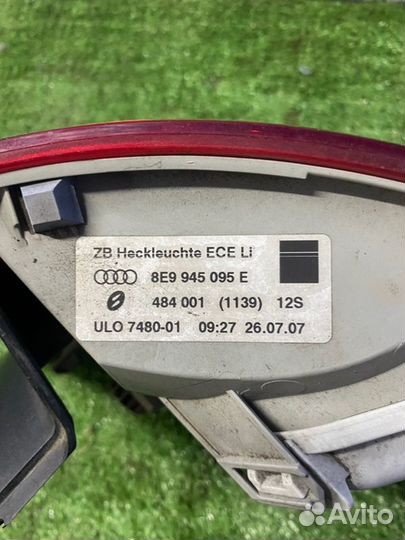 ZB Heckleuchte ECE Li
8E9 945 095 E
484 001 (1139) 12S
ULO 7480-01 09:27 26.07.07
Avito